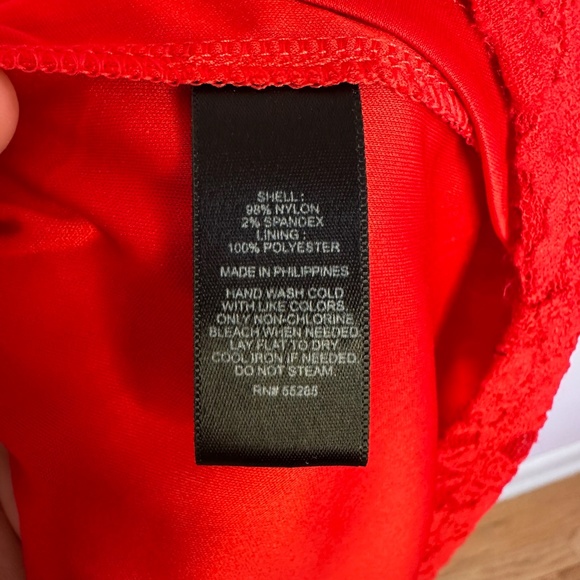 SHELL :
98% NYLON
2% SPANDEX
LINING :
100% POLYESTER
MADE IN PHILIPPINES
HAND WASH COLD
WITH LIKE COLORS.
ONLY NON-CHLORINE
BLEACH WHEN NEEDED.
LAY FLAT TO DRY.
COOL IRON IF NEEDED.
DO NOT STEAM.
RN# 55285